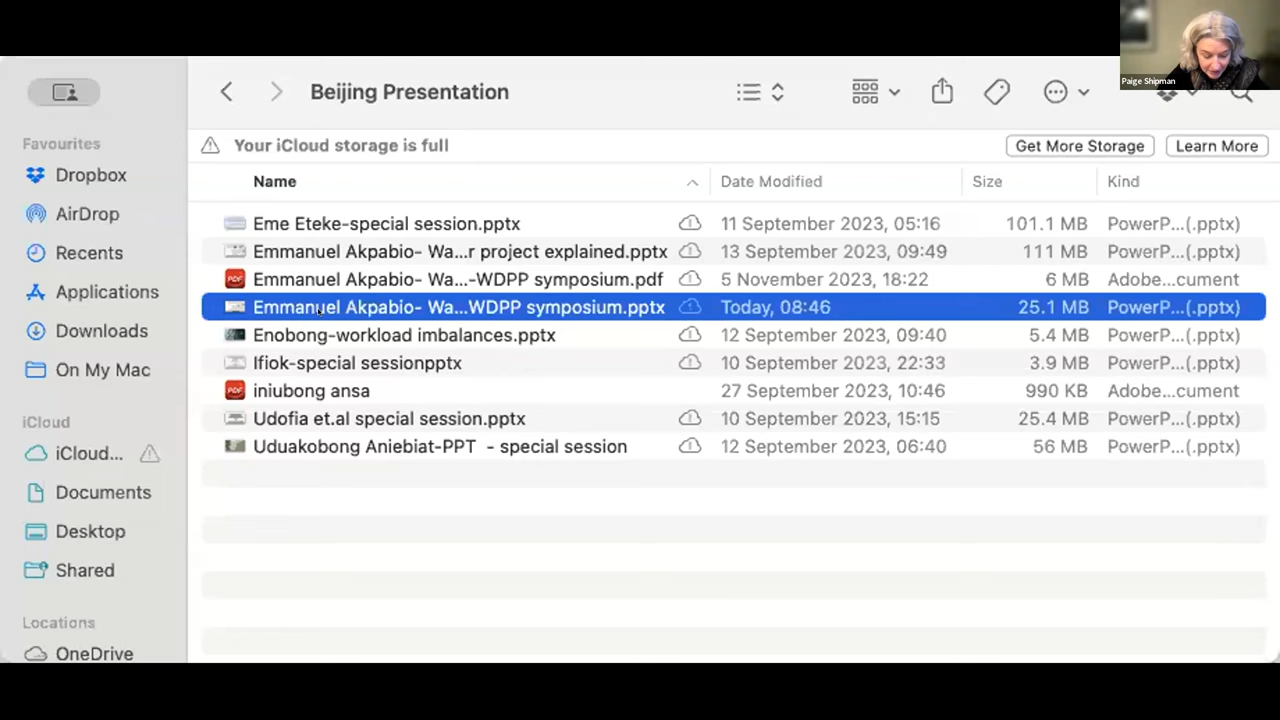 Paige Shipman
Beijing Presentation
Your iCloud storage is full
Get More Storage
Learn More
Favourites
Dropbox
AirDrop
Recents
Applications
Downloads
On My Mac
iCloud
iCloud...
Documents
Desktop
Shared
Locations
OneDrive
Name Date Modified Size Kind
Eme Eteke-special session.pptx 11 September 2023, 05:16 101.1 MB PowerP...(.pptx)
Emmanuel Akpabio- Wa...r project explained.pptx 13 September 2023, 09:49 111 MB PowerP...(.pptx)
Emmanuel Akpabio- Wa...-WDPP symposium.pdf 5 November 2023, 18:22 6 MB Adobe...cument
Emmanuel Akpabio- Wa...WDPP symposium.pptx Today, 08:46 25.1 MB PowerP...(.pptx)
Enobong-workload imbalances.pptx 12 September 2023, 09:40 5.4 MB PowerP...(.pptx)
Ifiok-special sessionpptx 10 September 2023, 22:33 3.9 MB PowerP...(.pptx)
iniubong ansa 27 September 2023, 10:46 990 KB Adobe...cument
Udofia et.al special session.pptx 10 September 2023, 15:15 25.4 MB PowerP...(.pptx)
Uduakobong Aniebiat-PPT - special session 12 September 2023, 06:40 56 MB PowerP...(.pptx)